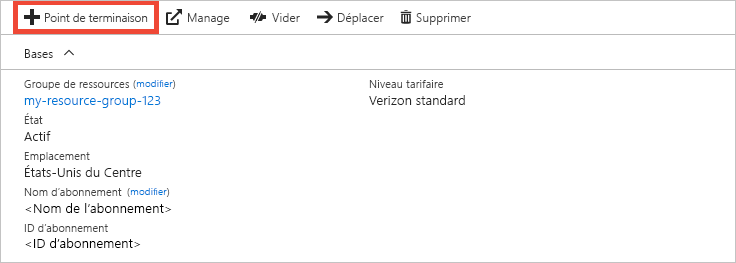 Point de terminaison Manage Vider Déplacer Supprimer
Bases
Groupe de ressources (modifier)
my-resource-group-123
État
Actif
Emplacement
États-Unis du Centre
Nom d’abonnement (modifier)
<Nom de l’abonnement>
ID d’abonnement
<ID d’abonnement>
Niveau tarifaire
Verizon standard